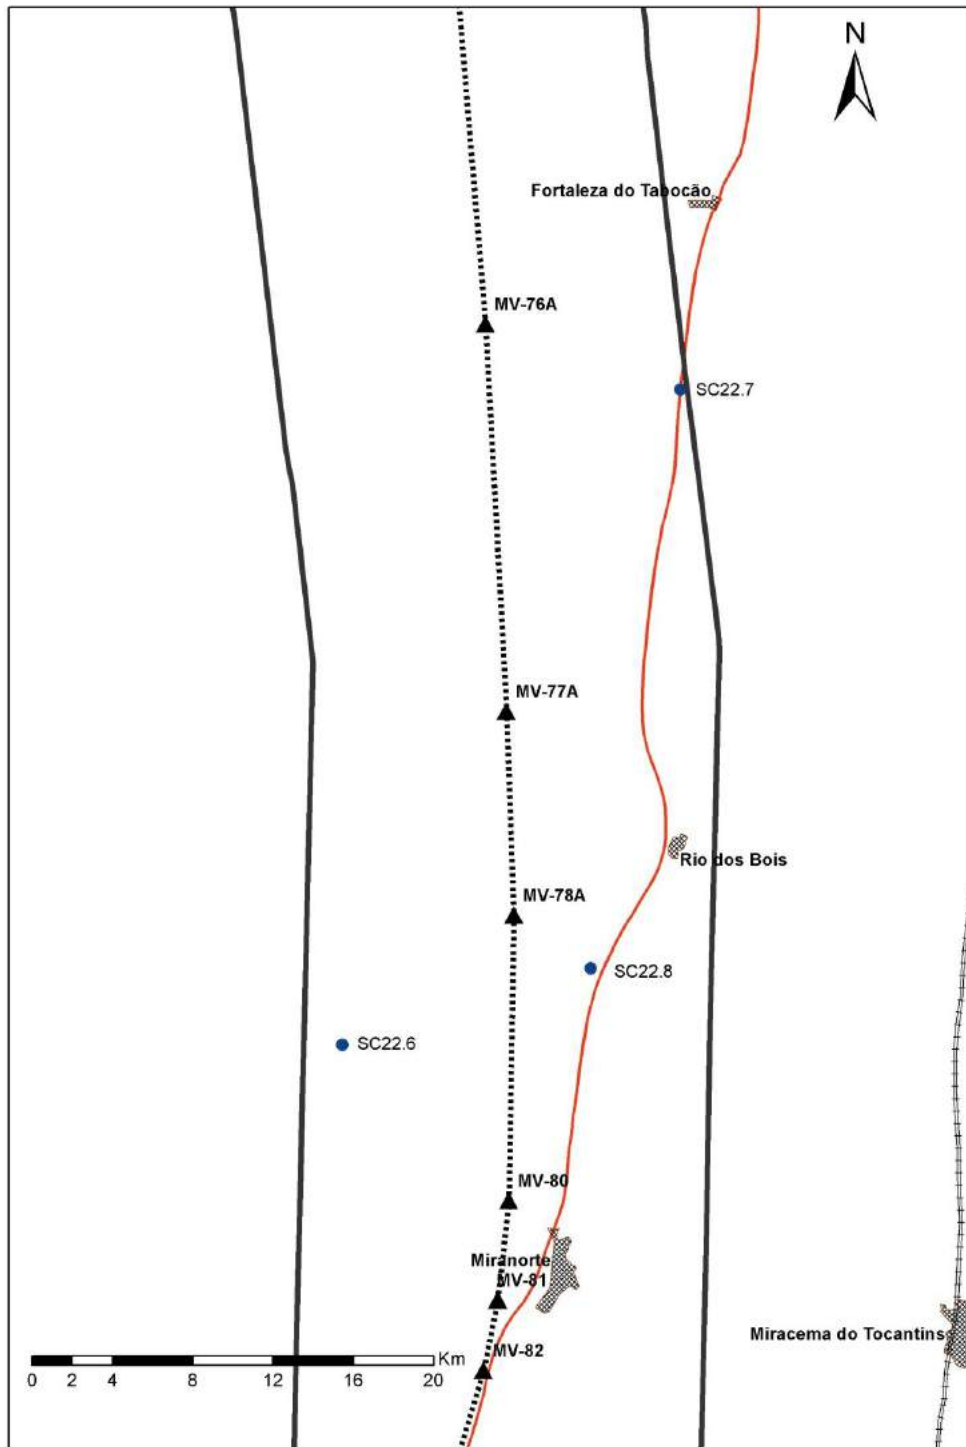 N
Fortaleza do Tabocão
MV-76A
SC22.7
MV-77A
Rio dos Bois
MV-78A
SC22.8
SC22.6
MV-80
Miranorte
MV-81
Miracema do Tocantins
MV-82
Km
0 2 4 8 12 16 20